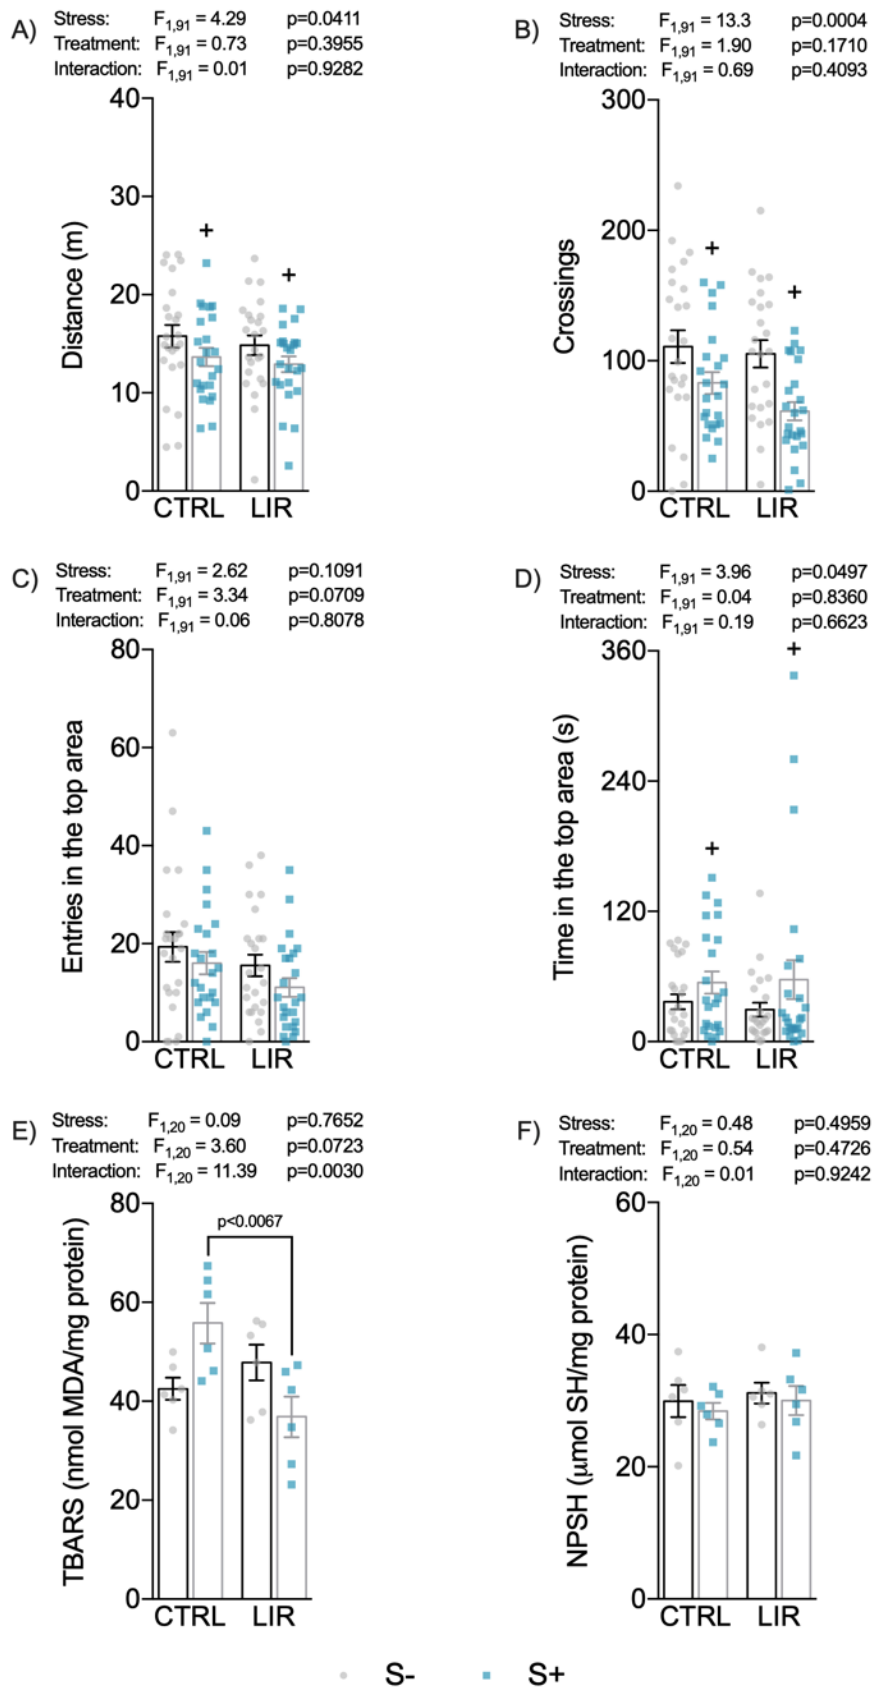 A)
Stress: F1,91 = 4.29 p=0.0411
Treatment: F1,91 = 0.73 p=0.3955
Interaction: F1,91 = 0.01 p=0.9282
Distance (m)
40
30
+
+
20
10
0
CTRL LIR
B)
Stress: F1,91 = 13.3 p=0.0004
Treatment: F1,91 = 1.90 p=0.1710
Interaction: F1,91 = 0.69 p=0.4093
Crossings
300
200
+
+
100
0
CTRL LIR
C)
Stress: F1,91 = 2.62 p=0.1091
Treatment: F1,91 = 3.34 p=0.0709
Interaction: F1,91 = 0.06 p=0.8078
Entries in the top area
80
60
40
20
0
CTRL LIR
D)
Stress: F1,91 = 3.96 p=0.0497
Treatment: F1,91 = 0.04 p=0.8360
Interaction: F1,91 = 0.19 p=0.6623
Time in the top area (s)
360
+
240
+
120
0
CTRL LIR
E)
Stress: F1,20 = 0.09 p=0.7652
Treatment: F1,20 = 3.60 p=0.0723
Interaction: F1,20 = 11.39 p=0.0030
TBARS (nmol MDA/mg protein)
80
p<0.0067
60
40
20
0
CTRL LIR
F)
Stress: F1,20 = 0.48 p=0.4959
Treatment: F1,20 = 0.54 p=0.4726
Interaction: F1,20 = 0.01 p=0.9242
NPSH (μmol SH/mg protein)
60
40
20
0
CTRL LIR
S- S+